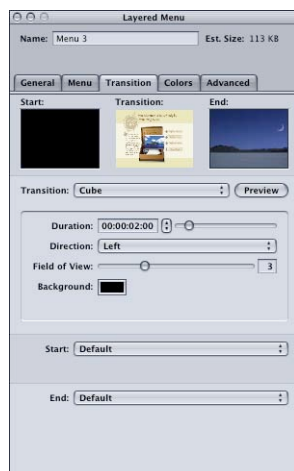 Layered Menu
Name: Menu 3 Est. Size: 113 KB
General Menu Transition Colors Advanced
Start: Transition: End:
Transition: Cube Preview
Duration: 00:00:02:00
Direction: Left
Field of View: 3
Background:
Start: Default
End: Default